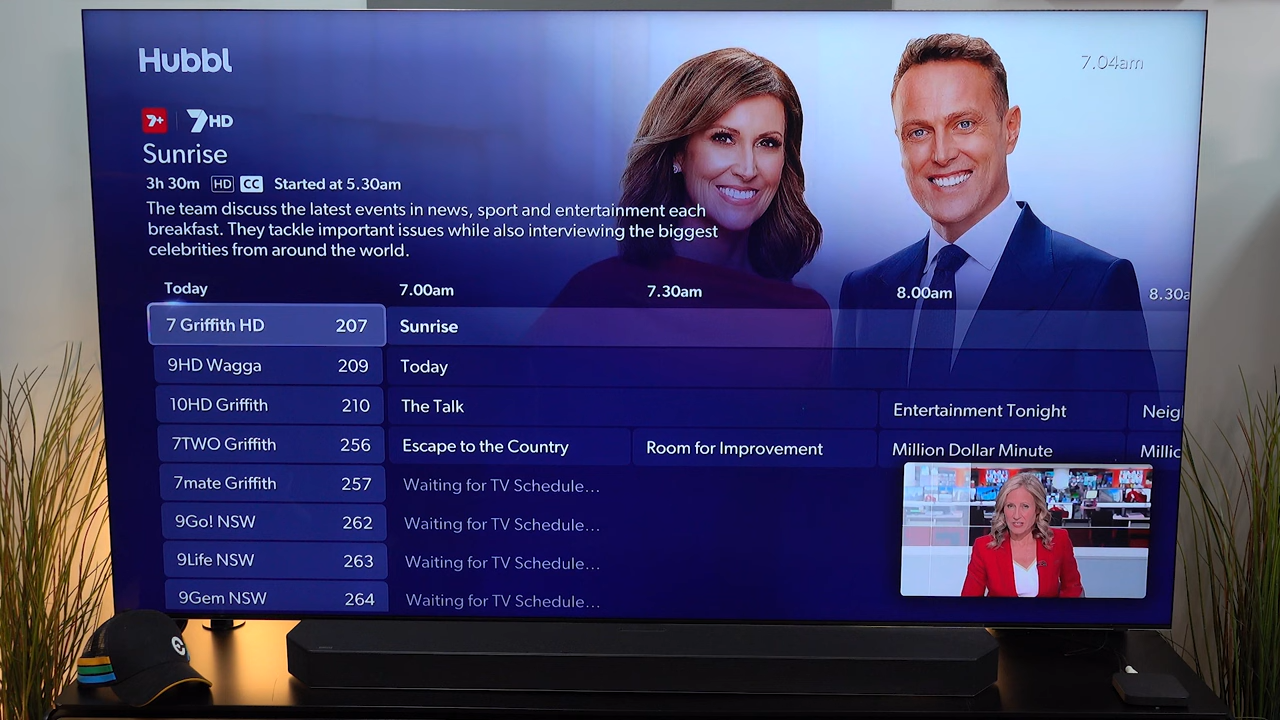 Hubbl
7.04am
7+ 7HD
Sunrise
3h 30m HD CC Started at 5.30am
The team discuss the latest events in news, sport and entertainment each
breakfast. They tackle important issues while also interviewing the biggest
celebrities from around the world.
Today 7.00am 7.30am 8.00am 8.30a
7 Griffith HD 207 Sunrise
9HD Wagga 209 Today
10HD Griffith 210 The Talk Entertainment Tonight Neig
7TWO Griffith 256 Escape to the Country Room for Improvement Million Dollar Minute Millic
7mate Griffith 257 Waiting for TV Schedule...
9Go! NSW 262 Waiting for TV Schedule...
9Life NSW 263 Waiting for TV Schedule...
9Gem NSW 264 Waiting for TV Schedule...